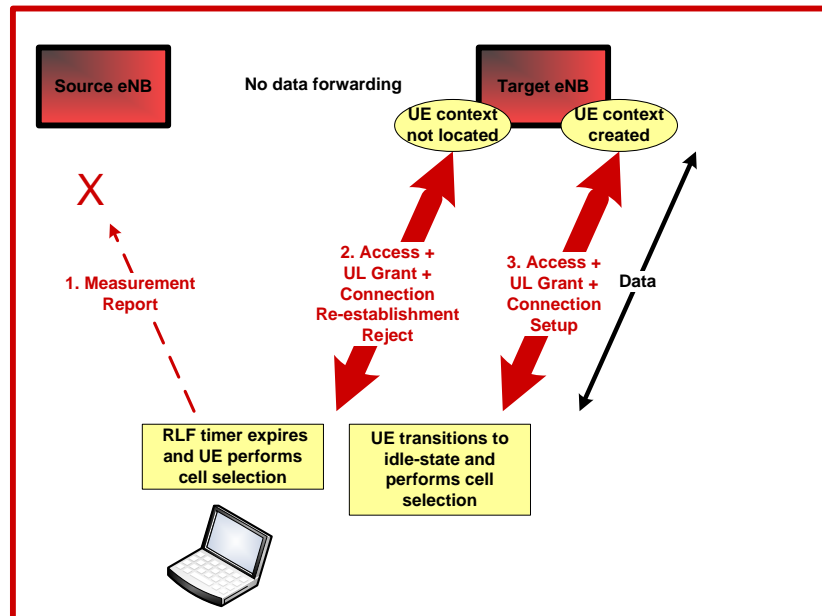 Source eNB
No data forwarding
Target eNB
UE context
not located
UE context
created
X
1. Measurement
Report
2. Access +
UL Grant +
Connection
Re-establishment
Reject
3. Access +
UL Grant +
Connection
Setup
Data
RLF timer expires
and UE performs
cell selection
UE transitions to
idle-state and
performs cell
selection